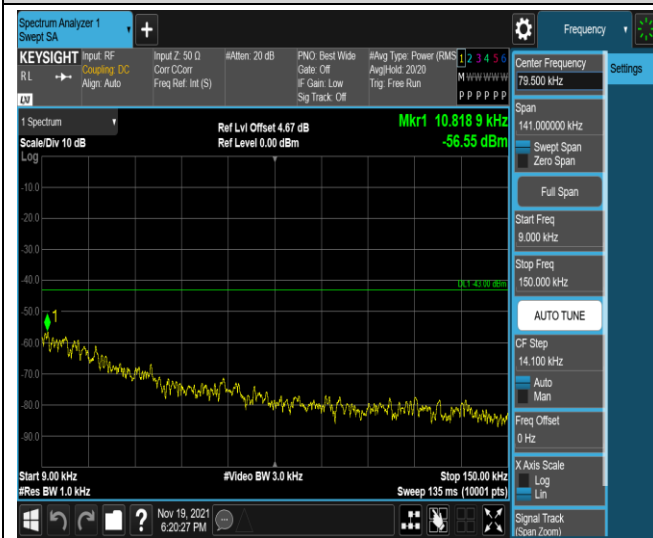 Spectrum Analyzer 1
Swept SA
+
Frequency
KEYSIGHT
Input: RF
Input Z: 50 Ω
#Atten: 20 dB
PNO: Best Wide
#Avg Type: Power (RMS
1 2 3 4 5 6
RL
Coupling: DC
Corr CCorr
Gate: Off
Avg|Hold: 20/20
M W W W W W
Align: Auto
Freq Ref: Int (S)
IF Gain: Low
Trig: Free Run
Sig Track: Off
P P P P P P
LXI
1 Spectrum
Ref Lvl Offset 4.67 dB
Mkr1 10.818 9 kHz
Scale/Div 10 dB
Ref Level 0.00 dBm
-56.55 dBm
Log
-10.0
-20.0
-30.0
-40.0
DL1 -43.00 dBm
-50.0
1
-60.0
-70.0
-80.0
-90.0
Start 9.00 kHz
#Video BW 3.0 kHz
Stop 150.00 kHz
#Res BW 1.0 kHz
Sweep 135 ms (10001 pts)
?
Nov 19, 2021
6:20:27 PM
Center Frequency
79.500 kHz
Settings
Span
141.000000 kHz
Swept Span
Zero Span
Full Span
Start Freq
9.000 kHz
Stop Freq
150.000 kHz
AUTO TUNE
CF Step
14.100 kHz
Auto
Man
Freq Offset
0 Hz
X Axis Scale
Log
Lin
Signal Track
(Span Zoom)